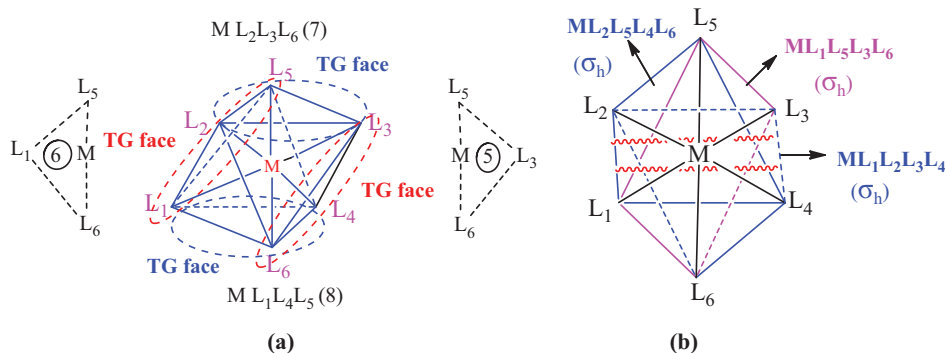 M L2L3L6 (7)
TG face
L5
L2
L3
TG face
M
TG face
L1
L4
L6
TG face
M L1L4L5 (8)
L5
L1
6
M
L6
L5
M
5
L3
L6
(a)
ML2L5L4L6
(σh)
L5
ML1L5L3L6
(σh)
L2
L3
M
ML1L2L3L4
(σh)
L1
L4
L6
(b)